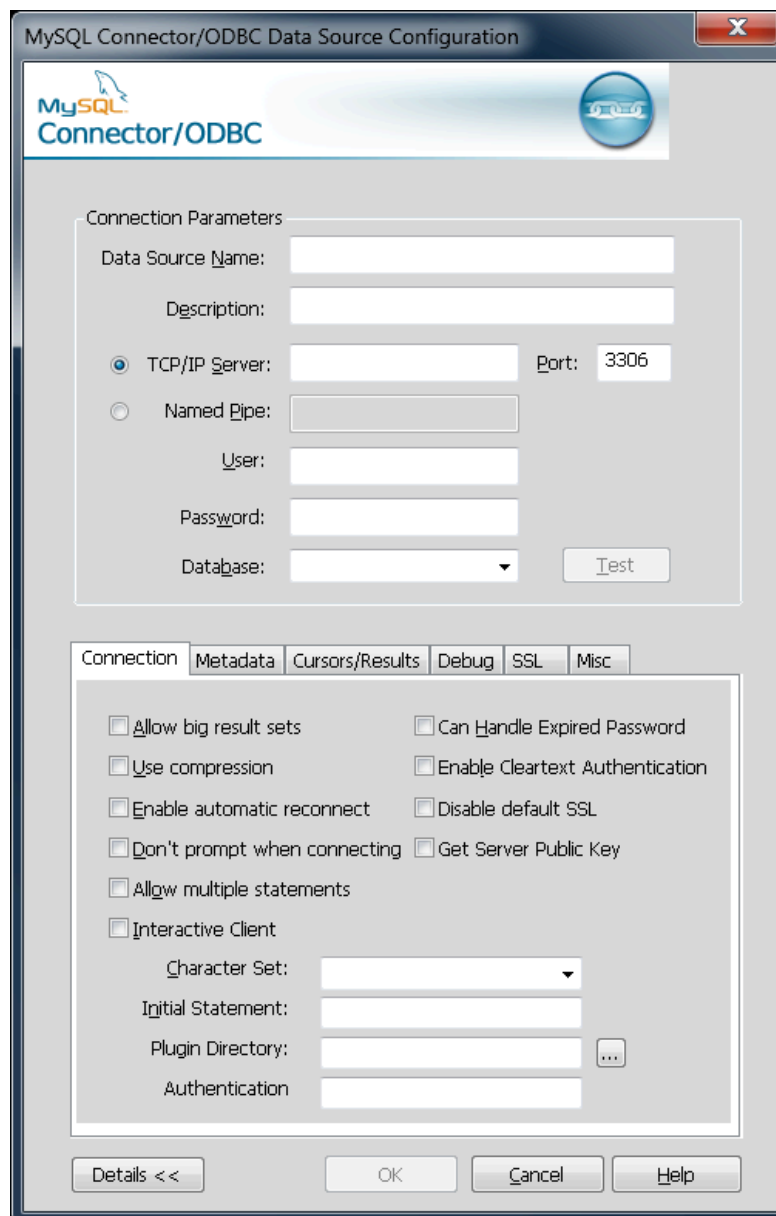 MySQL Connector/ODBC Data Source Configuration
MySQL
Connector/ODBC
Connection Parameters
Data Source Name:
Description:
TCP/IP Server: Port: 3306
Named Pipe:
User:
Password:
Database: Test
Connection Metadata Cursors/Results Debug SSL Misc
Allow big result sets Can Handle Expired Password
Use compression Enable Cleartext Authentication
Enable automatic reconnect Disable default SSL
Don't prompt when connecting Get Server Public Key
Allow multiple statements
Interactive Client
Character Set:
Initial Statement:
Plugin Directory: ...
Authentication
Details << OK Cancel Help